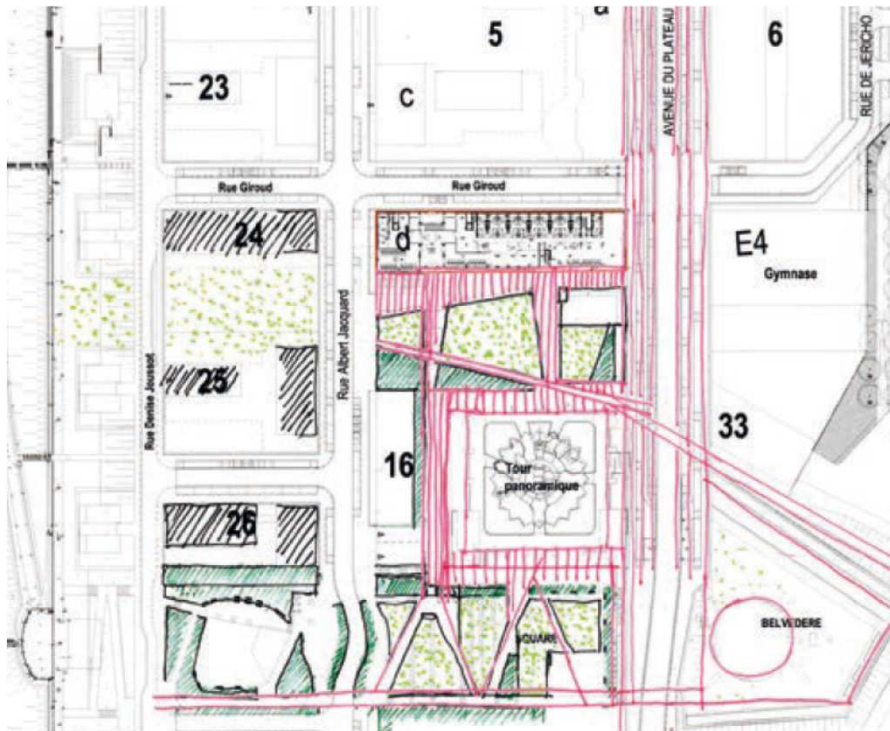 5
a
6
23
C
AVENUE DU PLATEAU
RUE DE JERICHO
Rue Giroud
Rue Giroud
24
d
E4
Gymnase
Rue Albert Jacquard
Rue Denise Joussot
25
33
16
Tour
panoramique
26
SQUARE
BELVEDERE